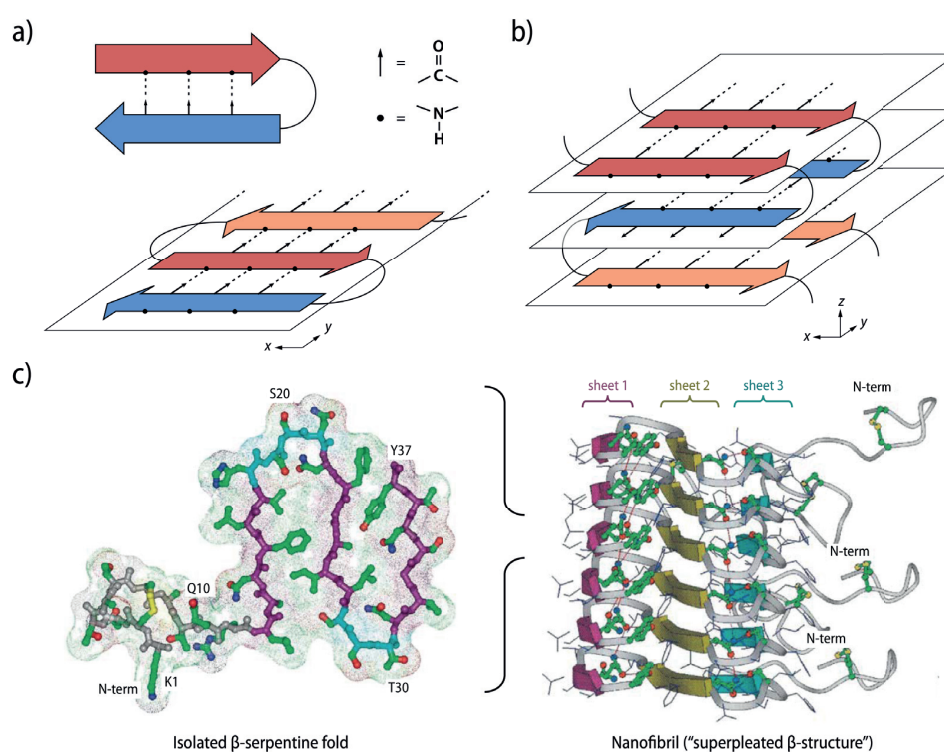 a)
O
C
=
N
H
=
x
y
b)
z
x
y
c)
S20
Y37
Q10
N-term
K1
T30
Isolated β-serpentine fold
sheet 1
sheet 2
sheet 3
N-term
N-term
N-term
Nanofibril ("superpleated β-structure")